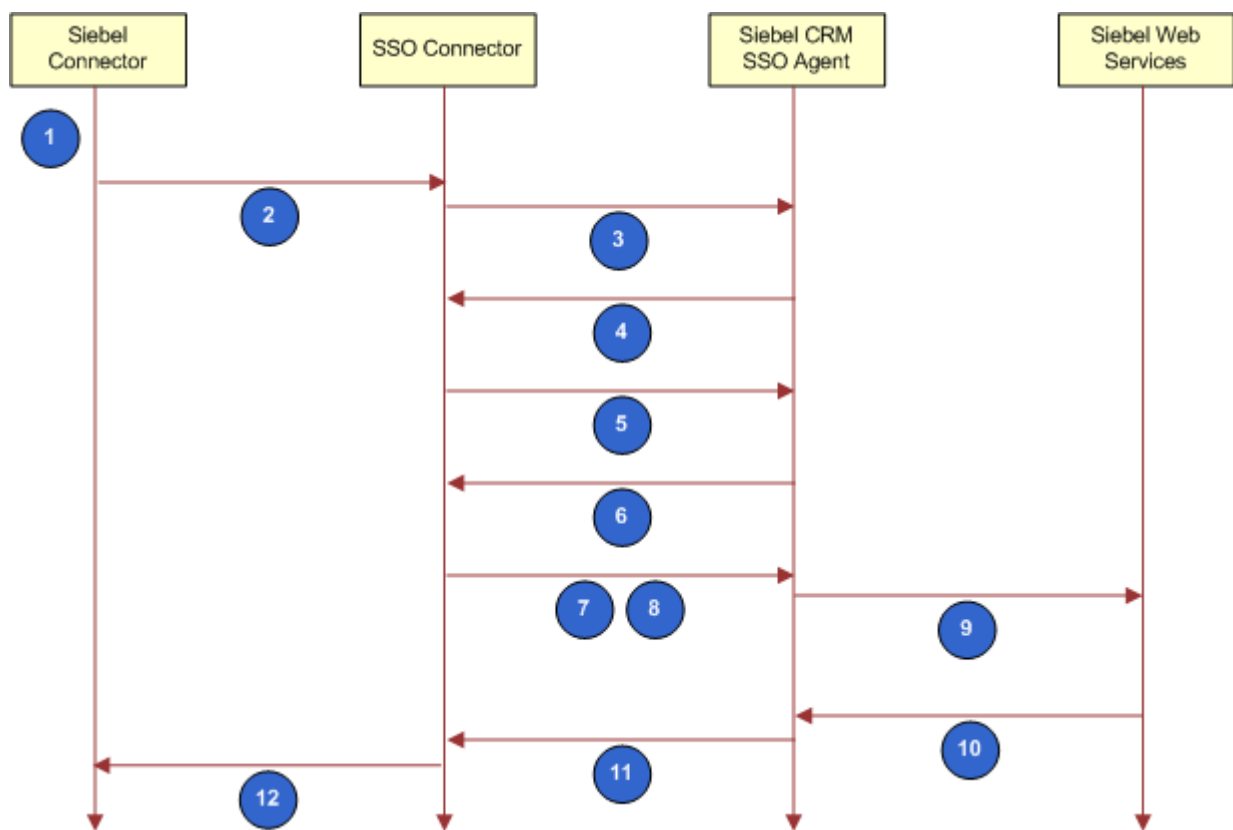 Siebel
Connector
SSO Connector
Siebel CRM
SSO Agent
Siebel Web
Services
1
2
3
4
5
6
7
8
9
10
11
12